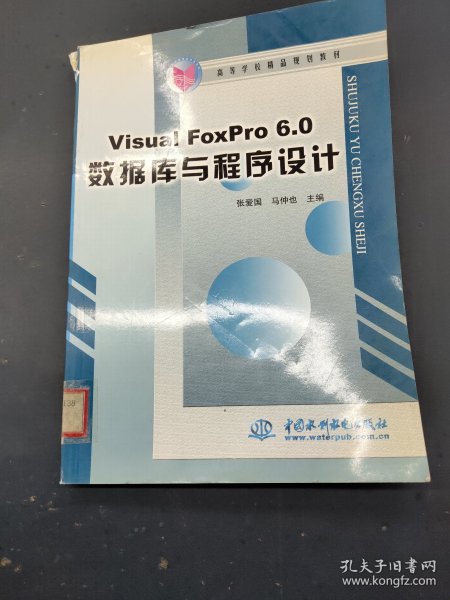 高等学校精品规划教材
SHUJUKU YU CHENGXU SHEJI
Visual FoxPro 6.0
数据库与程序设计
张爱国 马仲也 主编
138
中国水利水电出版社
www.waterpub.com.cn
孔夫子旧书网
www.kongfz.com